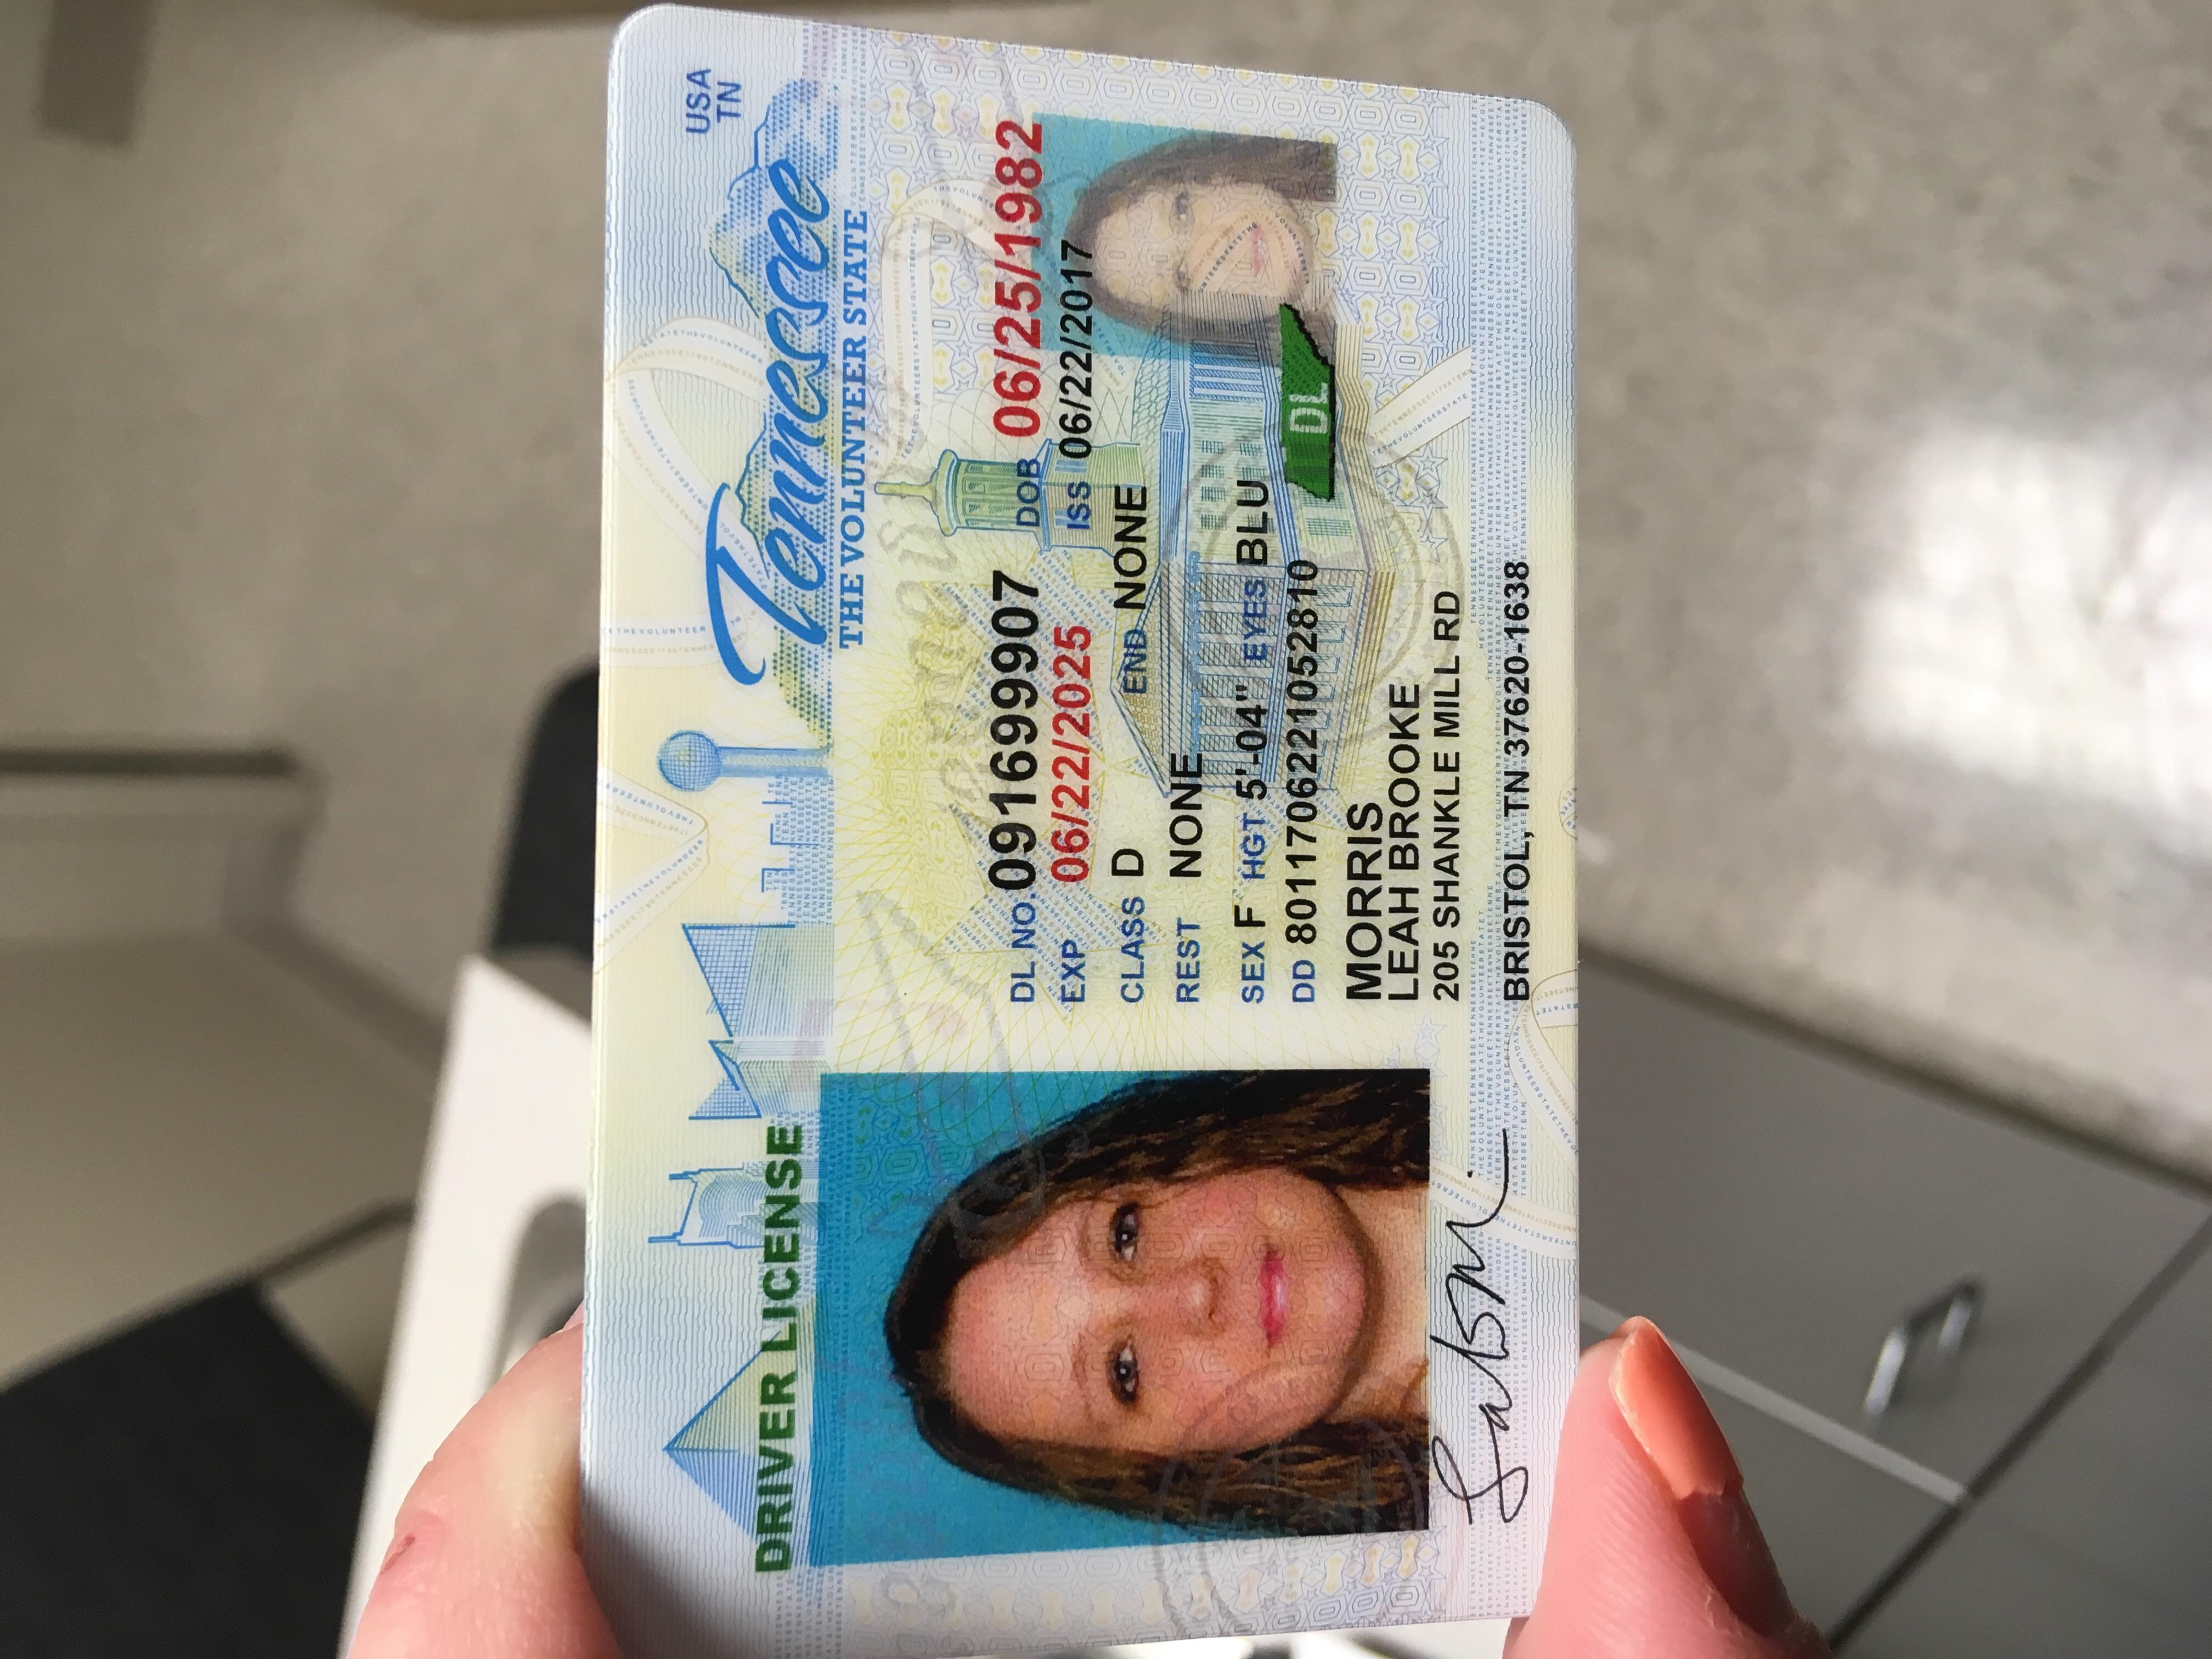 USA
TN
Tennessee
THE VOLUNTEER STATE
DRIVER LICENSE
DL NO. 091699907 DOB 06/25/1982
EXP 06/22/2025 ISS 06/22/2017
CLASS D END NONE
REST NONE
SEX F HGT 5'-04" EYES BLU
DD 8011706221052810
DL
MORRIS
LEAH BROOKE
205 SHANKLE MILL RD
BRISTOL, TN 37620-1638